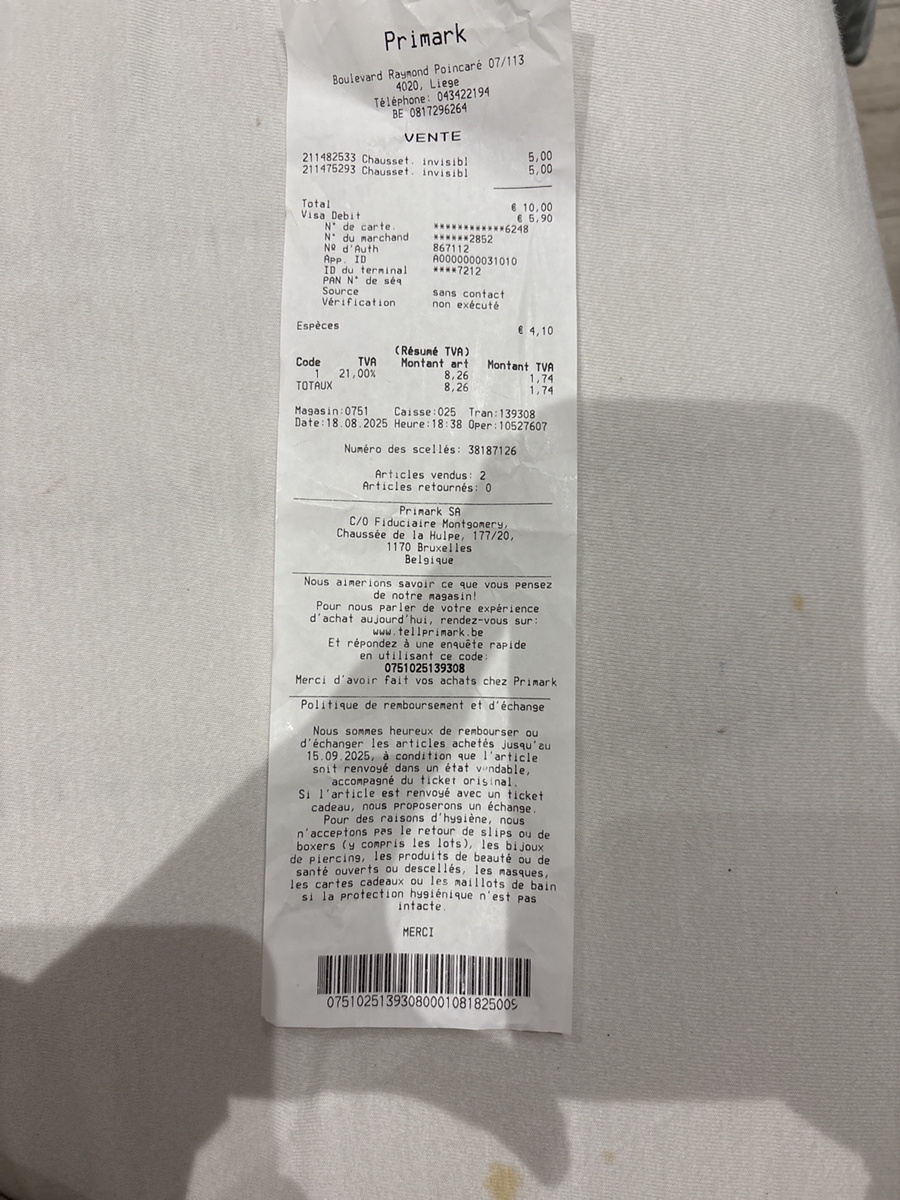 Primark
Boulevard Raymond Poincaré 07/113
4020, Liege
Téléphone: 043422194
BE 0817296264
VENTE
211482533 Chausset. invisibl 5,00
211475293 Chausset. invisibl 5,00
Total € 10,00
Visa Debit € 5,90
N° de carte. ************6248
N° du marchand ******2852
Nº d'Auth 867112
App. ID A0000000031010
ID du terminal ****7212
PAN N° de séq
Source sans contact
Vérification non exécuté
Espèces € 4,10
(Résumé TVA)
Code TVA Montant art Montant TVA
1 21,00% 8,26 1,74
TOTAUX 8,26 1,74
Magasin:0751 Caisse:025 Tran:139308
Date:18.08.2025 Heure:18:38 Oper:10527607
Numéro des scellés: 38187126
Articles vendus: 2
Articles retournés: 0
Primark SA
C/O Fiduciaire Montgomery,
Chaussée de la Hulpe, 177/20,
1170 Bruxelles
Belgique
Nous aimerions savoir ce que vous pensez
de notre magasin!
Pour nous parler de votre expérience
d'achat aujourd'hui, rendez-vous sur:
www.tellprimark.be
Et répondez à une enquête rapide
en utilisant ce code:
0751025139308
Merci d'avoir fait vos achats chez Primark
Politique de remboursement et d'échange
Nous sommes heureux de rembourser ou
d'échanger les articles achetés jusqu'au
15.09.2025, à condition que l'article
soit renvoyé dans un état vendable,
accompagné du ticket original.
Si l'article est renvoyé avec un ticket
cadeau, nous proposerons un échange.
Pour des raisons d'hygiène, nous
n'acceptons pas le retour de slips ou de
boxers (y compris les lots), les bijoux
de piercing, les produits de beauté ou de
santé ouverts ou descellés, les masques,
les cartes cadeaux ou les maillots de bain
si la protection hygiénique n'est pas
intacte.
MERCI
07510251393080001081825009